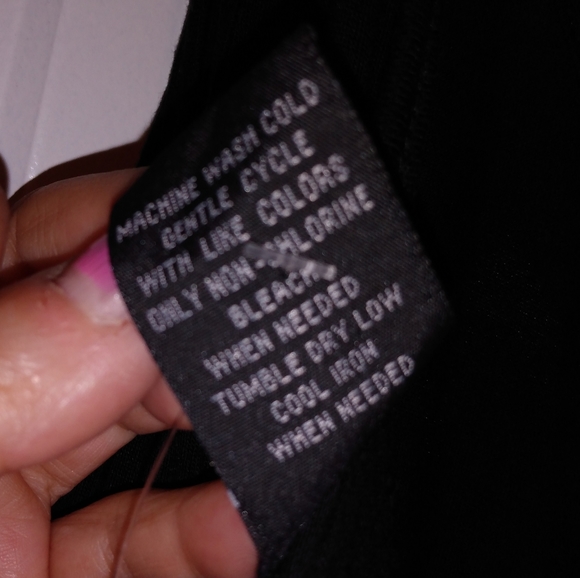 MACHINE WASH COLD
GENTLE CYCLE
WITH LIKE COLORS
ONLY NON-CHLORINE
BLEACH
WHEN NEEDED
TUMBLE DRY LOW
COOL IRON
WHEN NEEDED